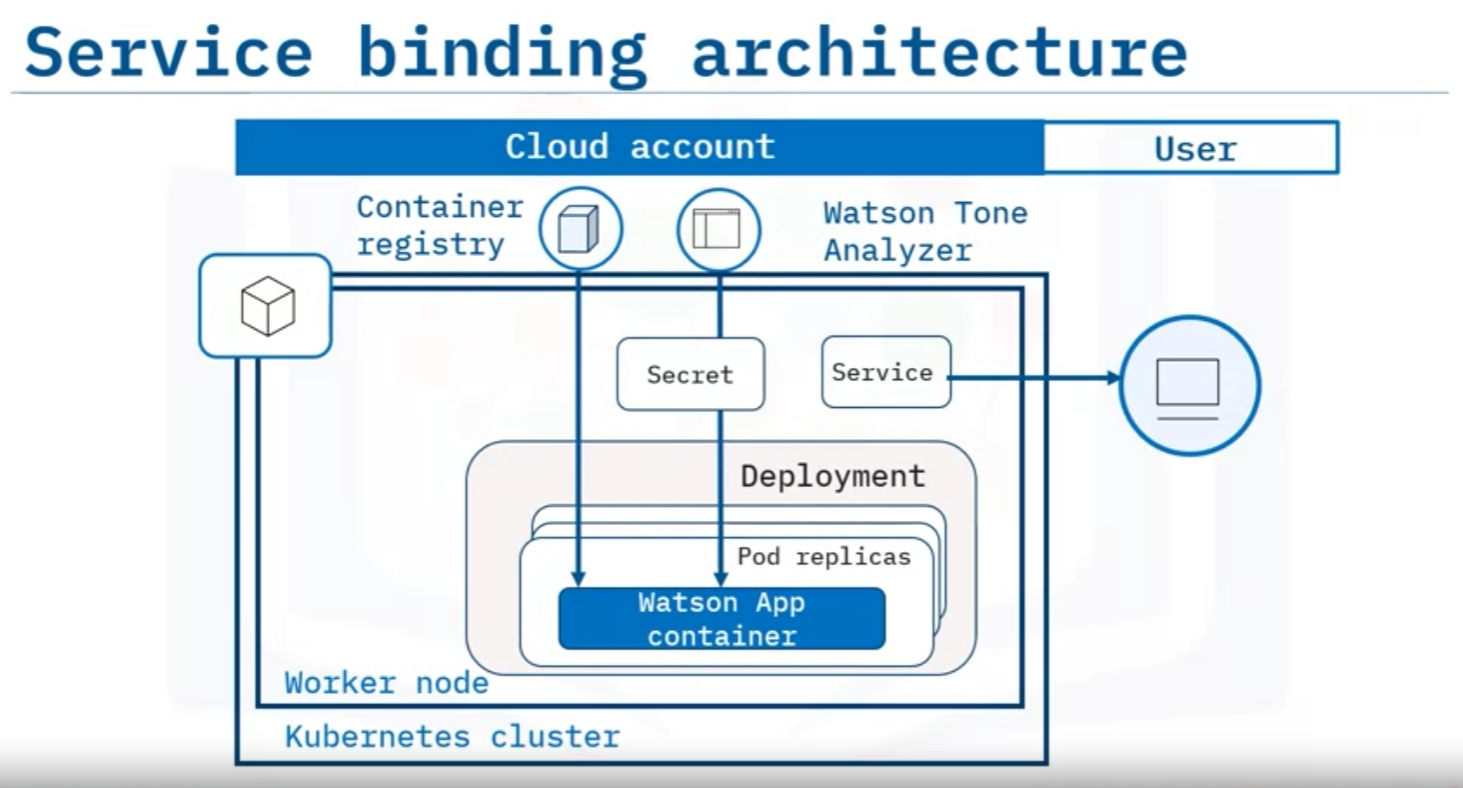 Service binding architecture
Cloud account
User
Container
registry
Watson Tone
Analyzer
Secret
Service
Deployment
Pod replicas
Watson App
container
Worker node
Kubernetes cluster